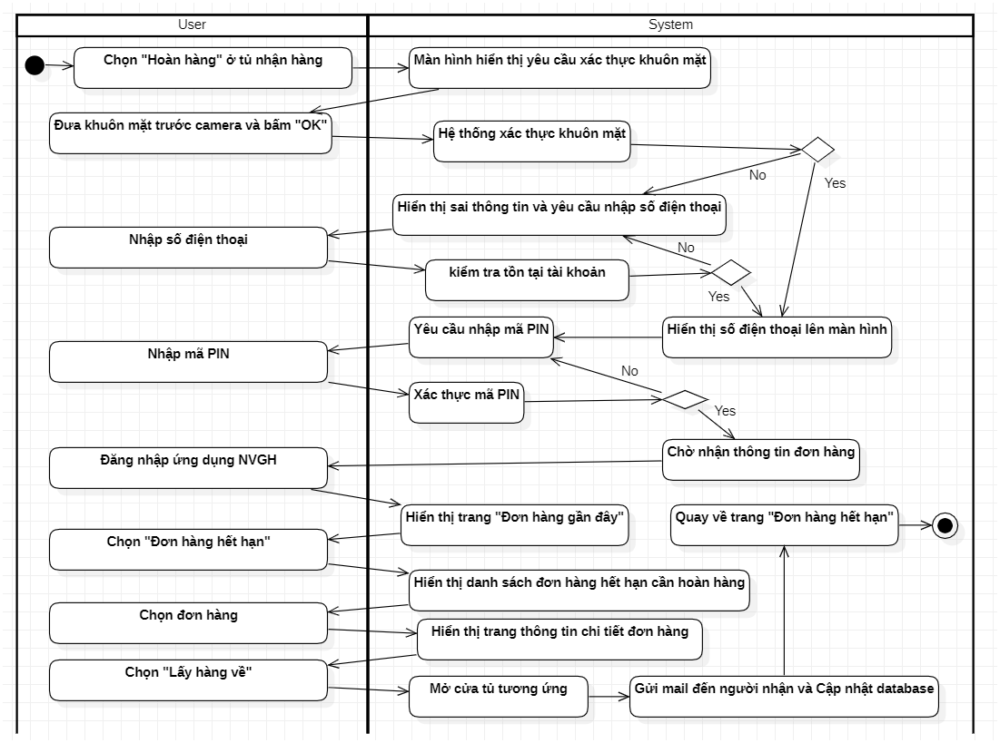 User
System
Chọn "Hoàn hàng" ở tủ nhận hàng
Màn hình hiển thị yêu cầu xác thực khuôn mặt
Đưa khuôn mặt trước camera và bấm "OK"
Hệ thống xác thực khuôn mặt
No
Yes
Hiển thị sai thông tin và yêu cầu nhập số điện thoại
Nhập số điện thoại
No
kiểm tra tồn tại tài khoản
Yes
Yêu cầu nhập mã PIN
Hiển thị số điện thoại lên màn hình
Nhập mã PIN
No
Xác thực mã PIN
Yes
Chờ nhận thông tin đơn hàng
Đăng nhập ứng dụng NVGH
Hiển thị trang "Đơn hàng gần đây"
Quay về trang "Đơn hàng hết hạn"
Chọn "Đơn hàng hết hạn"
Hiển thị danh sách đơn hàng hết hạn cần hoàn hàng
Chọn đơn hàng
Hiển thị trang thông tin chi tiết đơn hàng
Chọn "Lấy hàng về"
Mở cửa tủ tương ứng
Gửi mail đến người nhận và Cập nhật database